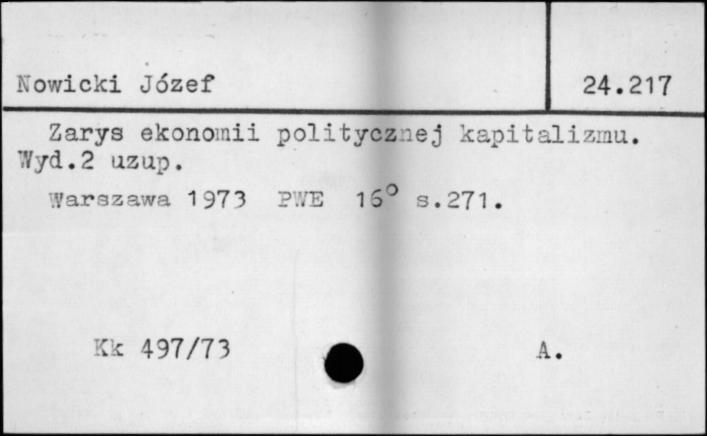 Nowicki Józef 24.217
Zarys ekonomii politycznej kapitalizmu.
Wyd.2 uzup.
Warszawa 1973 PWE 16° s.271.
Kk 497/73 A.